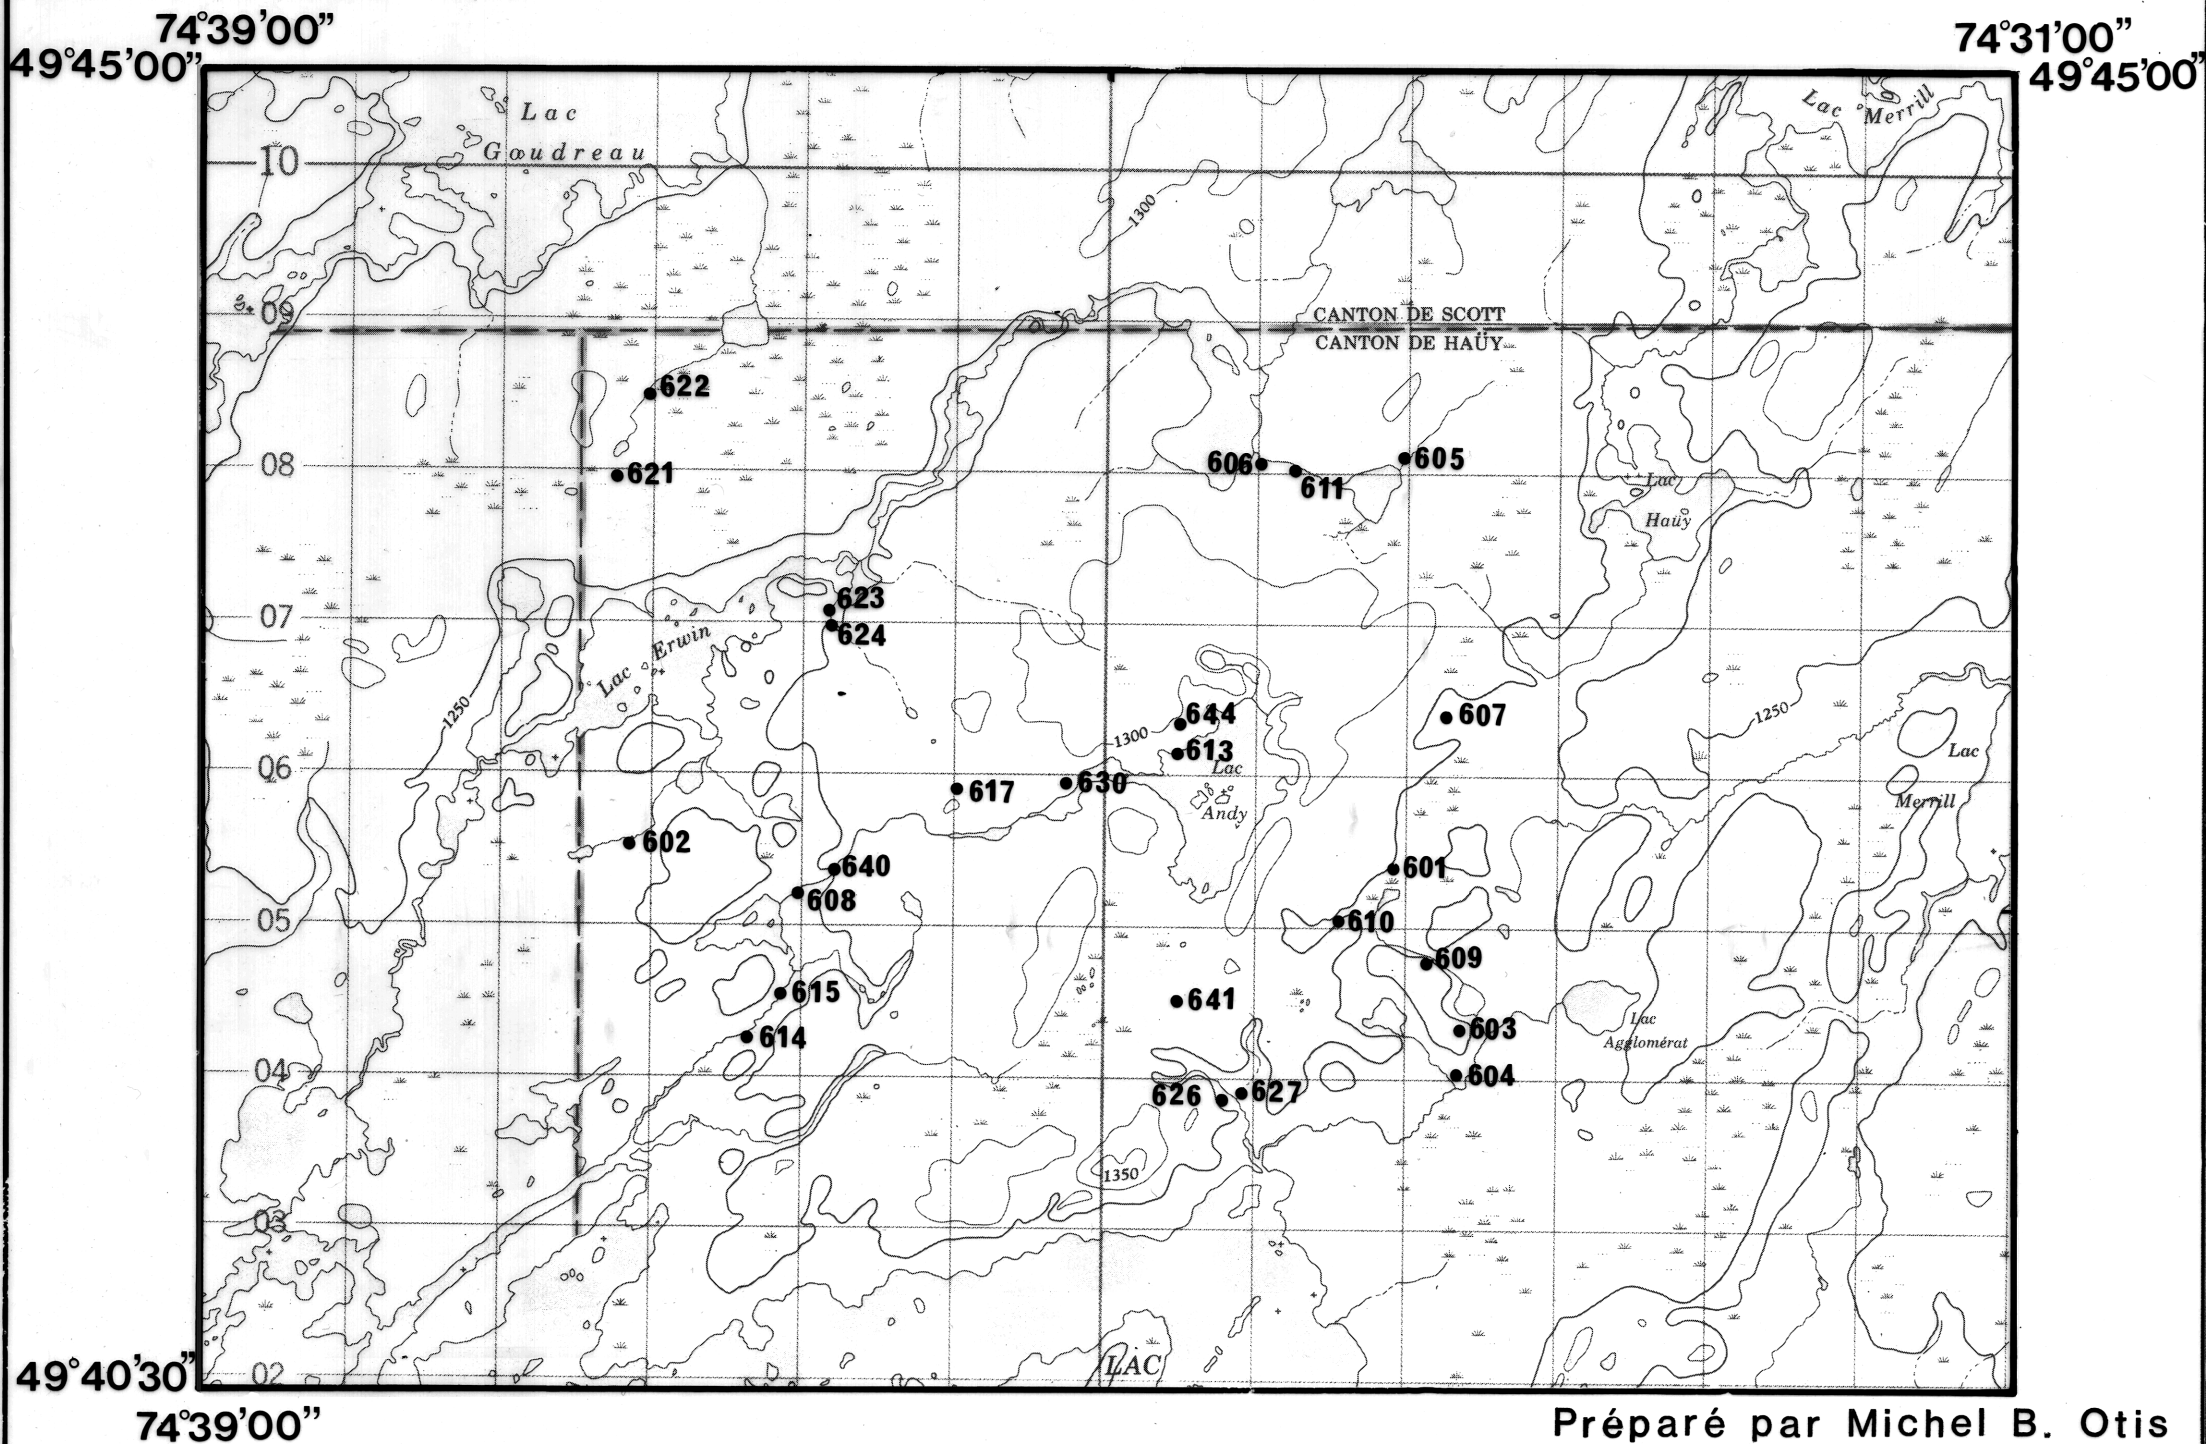 74°39'00"
74°31'00"
49°45'00"
49°45'00"
Lac
Goudreau
Lac Merrill
10
1300
09
CANTON DE SCOTT
CANTON DE HAÜY
622
08
621
606
611
605
Lac
Haüy
07
623
624
Lac Erwin
1250
644
607
1250
1300
613
Lac
06
Lac
617
630
Andy
Merrill
602
640
601
608
05
610
609
615
641
614
603
Lac
Agglomérat
04
604
626
627
1350
03
02
LAC
49°40'30"
74°39'00"
Préparé par Michel B. Otis